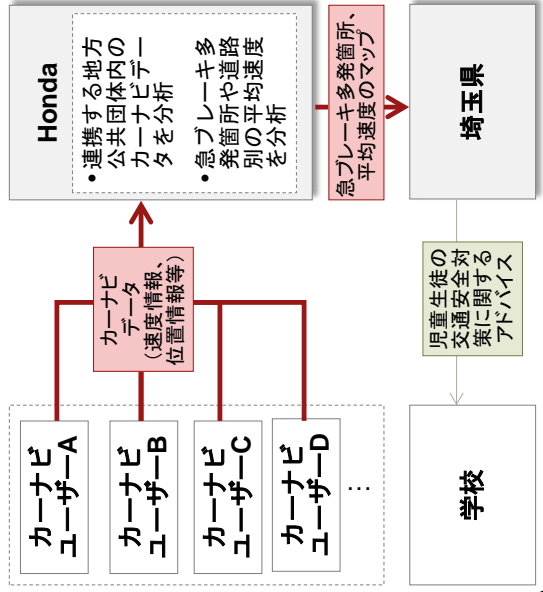 カーナビ
ユーザーA
カーナビ
ユーザーB
カーナビ
ユーザーC
カーナビ
ユーザーD
…
カーナビ
データ
（速度情報、
位置情報等）
Honda
• 連携する地方
公共団体内の
カーナビデー
タを分析
• 急ブレーキ多
発箇所や道路
別の平均速度
を分析
急ブレーキ多発箇所、
平均速度のマップ
埼玉県
児童生徒の
交通安全対
策に関する
アドバイス
学校